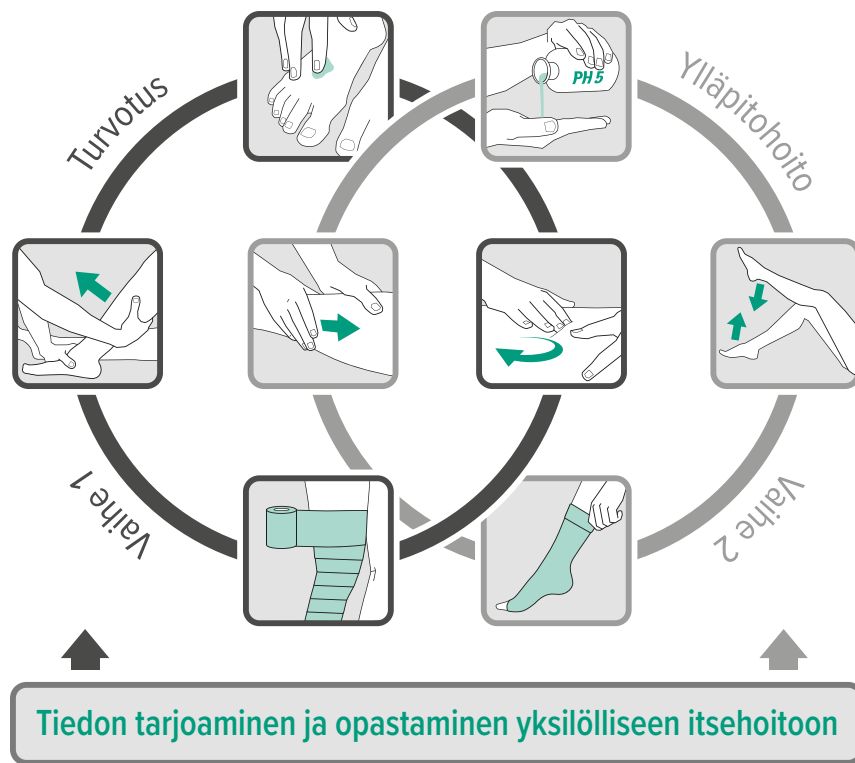 Turvotus
Ylläpitohoito
PH 5
Vaihe 1
Vaihe 2
Tiedon tarjoaminen ja opastaminen yksilölliseen itsehoitoon